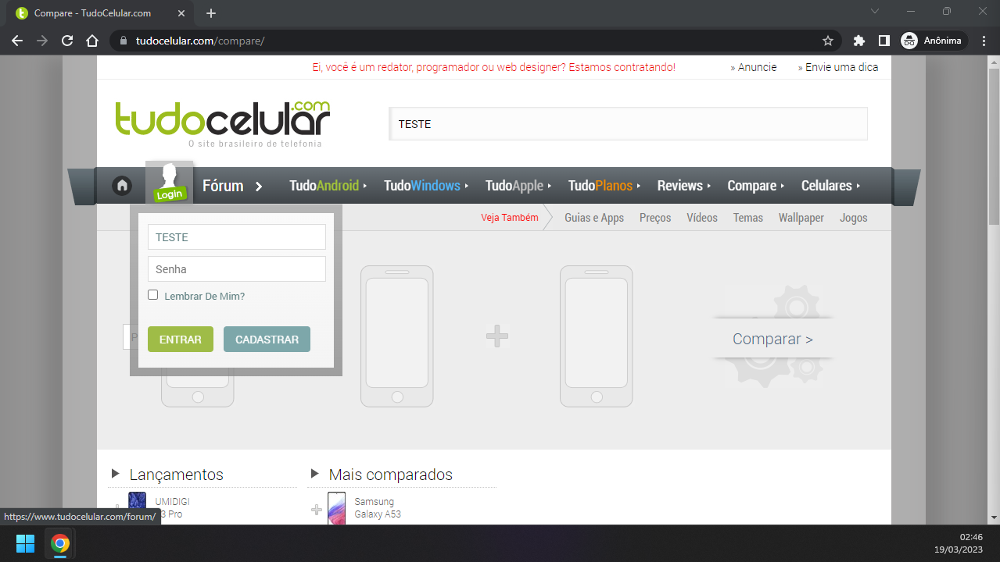 Compare - TudoCelular.com
tudocelular.com/compare/
Anônima
Ei, você é um redator, programador ou web designer? Estamos contratando!
» Anuncie
» Envie uma dica
tudocelular.com
O site brasileiro de telefonia
TESTE
Login
Fórum
TudoAndroid
TudoWindows
TudoApple
TudoPlanos
Reviews
Compare
Celulares
Veja Também
Guias e Apps
Preços
Vídeos
Temas
Wallpaper
Jogos
TESTE
Senha
Lembrar De Mim?
ENTRAR
CADASTRAR
Comparar >
Lançamentos
Mais comparados
UMIDIGI
Pro
Samsung
Galaxy A53
https://www.tudocelular.com/forum/
02:46
19/03/2023